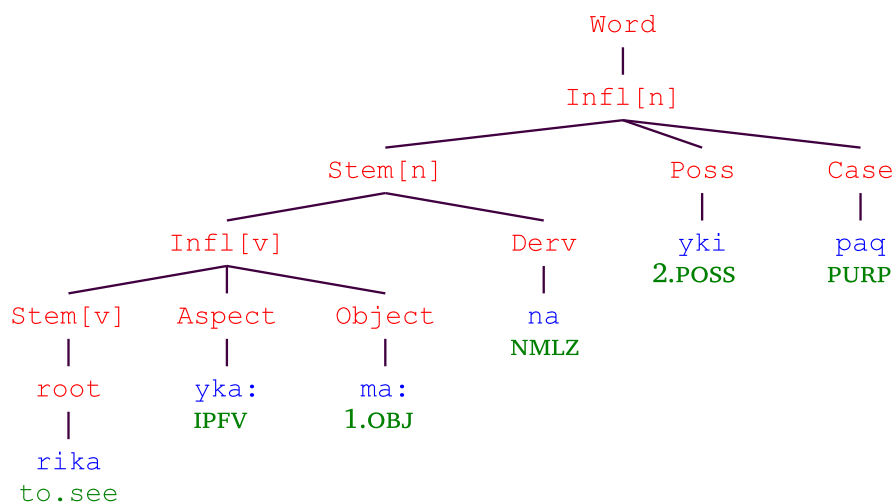 Word
Infl[n]
Stem[n] Poss Case
Infl[v] Derv yki paq
2.POSS PURP
Stem[v] Aspect Object na
NMLZ
root yka: ma:
IPFV 1.OBJ
rika
to.see